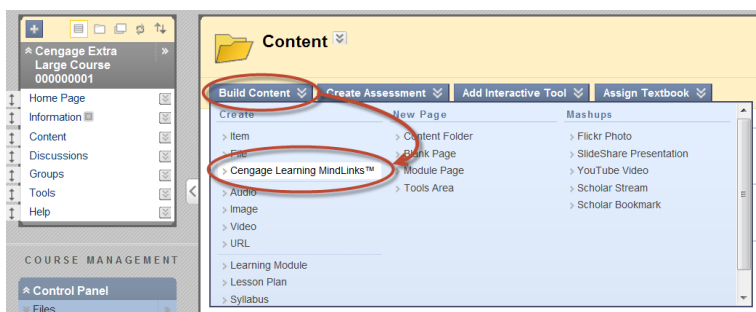 Cengage Extra
Large Course
000000001
Home Page
Information
Content
Discussions
Groups
Tools
Help
COURSE MANAGEMENT
Control Panel
Files
Content
Build Content
Create Assessment
Add Interactive Tool
Assign Textbook
Create
Item
File
Cengage Learning MindLinks™
Audio
Image
Video
URL
Learning Module
Lesson Plan
Syllabus
New Page
Content Folder
Blank Page
Module Page
Tools Area
Mashups
Flickr Photo
SlideShare Presentation
YouTube Video
Scholar Stream
Scholar Bookmark